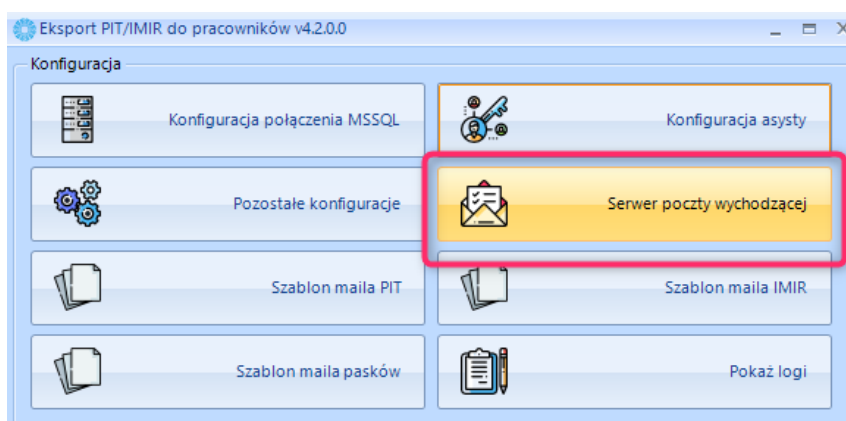 Eksport PIT/IMIR do pracowników v4.2.0.0
Konfiguracja
Konfiguracja połączenia MSSQL
Konfiguracja asysty
Pozostałe konfiguracje
Serwer poczty wychodzącej
Szablon maila PIT
Szablon maila IMIR
Szablon maila pasków
Pokaż logi